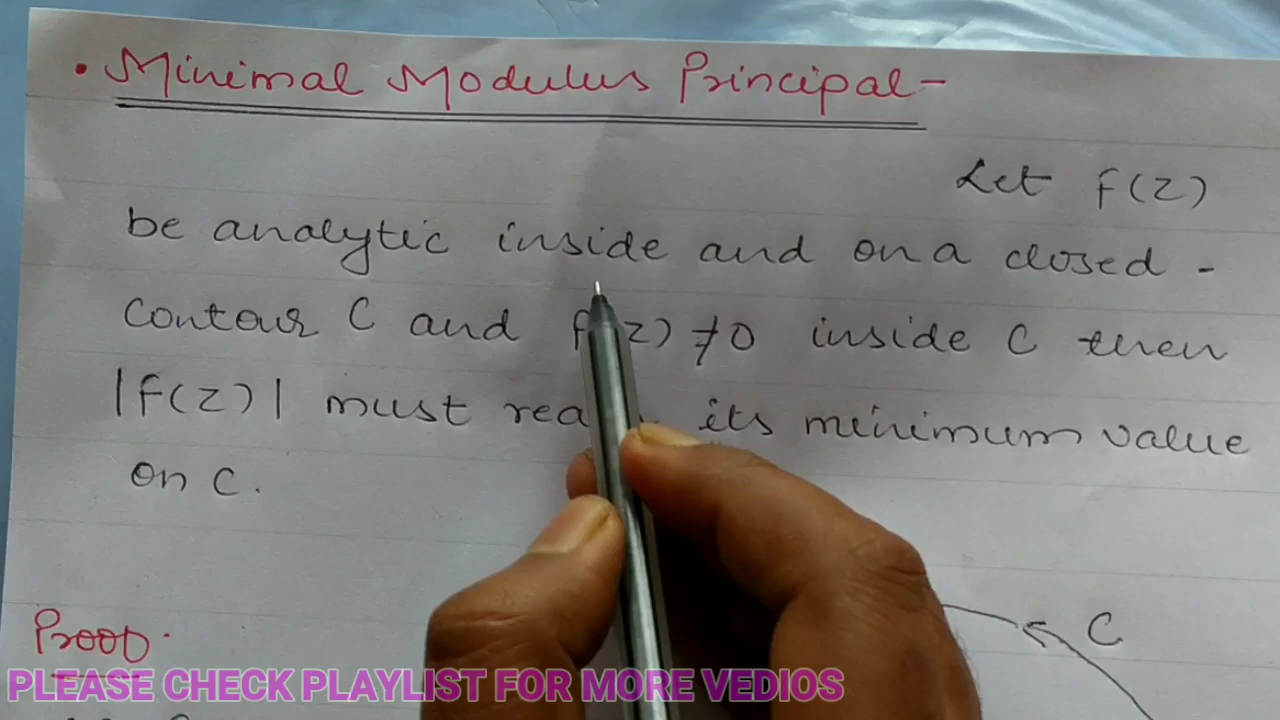 • Minimal Modulus Principal -
Let f(z)
be analytic inside and on a closed -
Contour C and f(z) ≠ 0 inside C then
|f(z)| must rea its minimum value
on C.
C
Proof.
PLEASE CHECK PLAYLIST FOR MORE VEDIOS